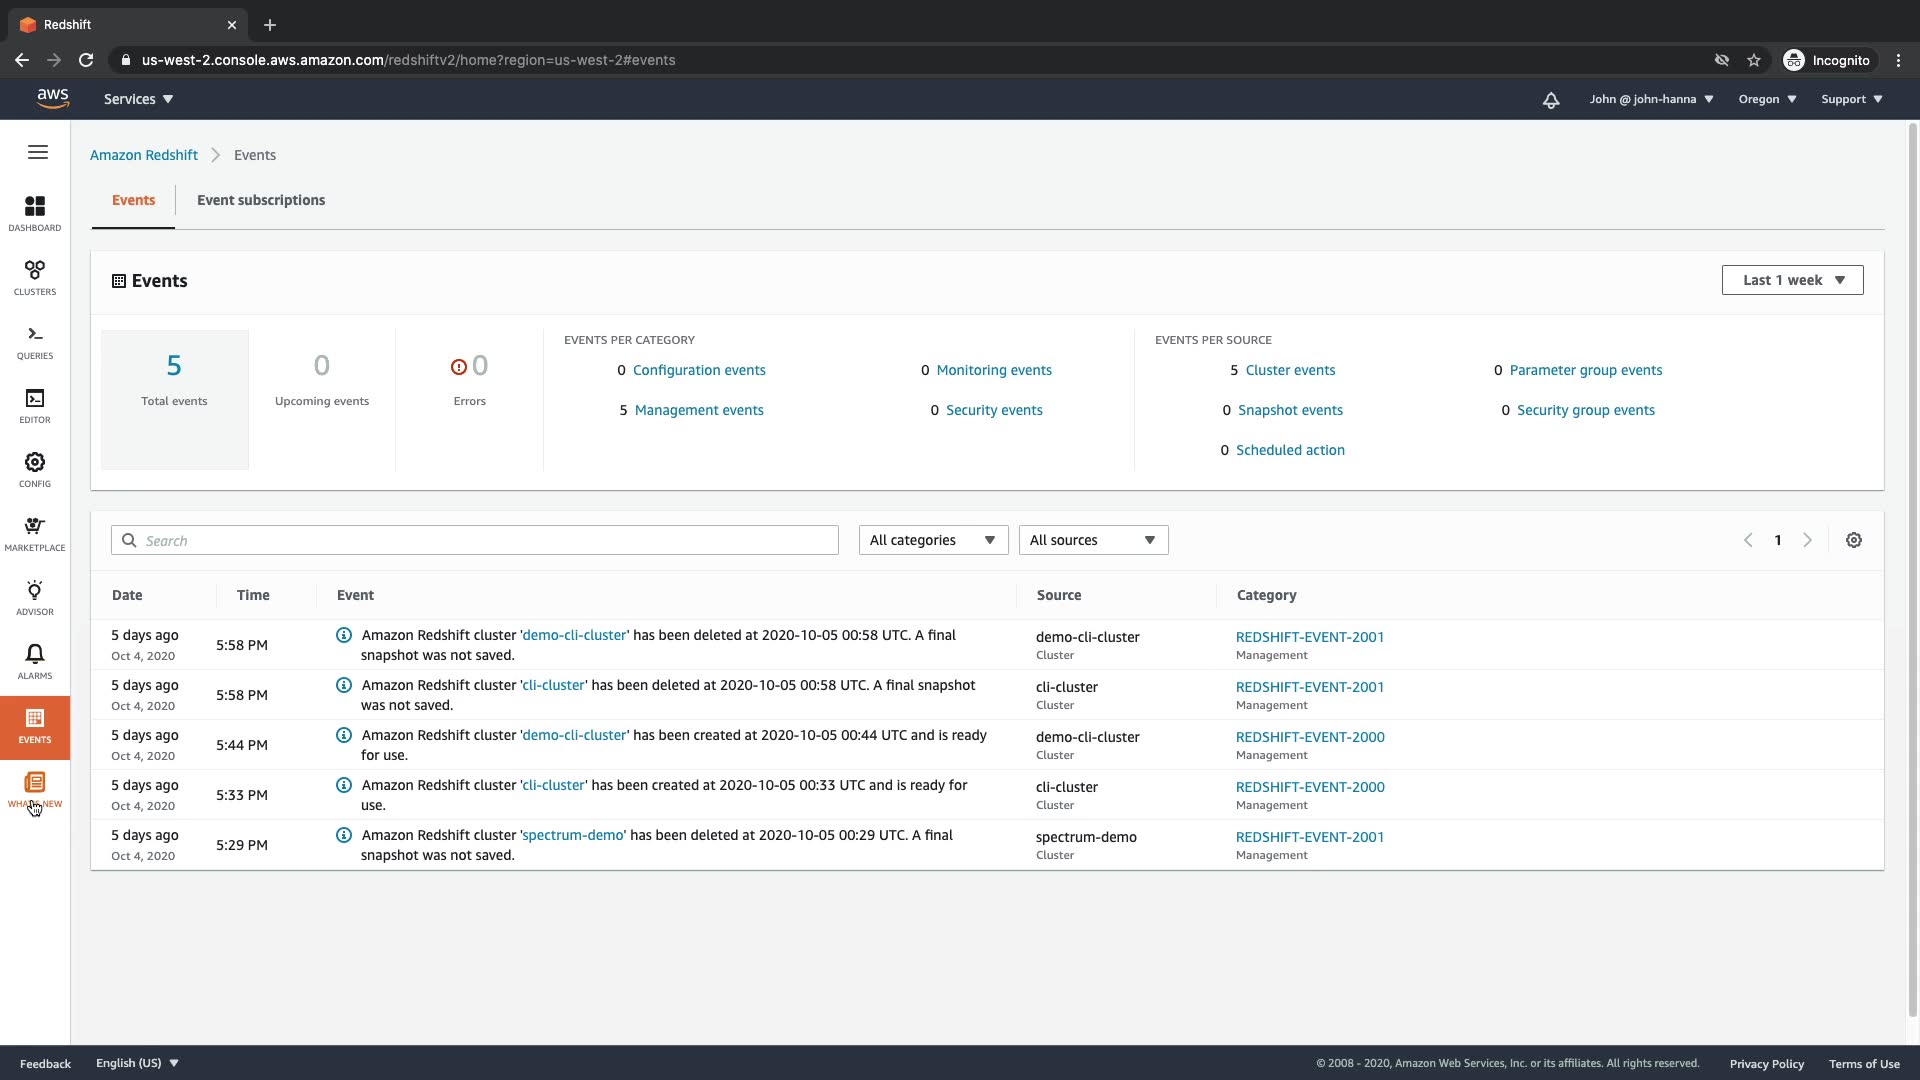 Redshift
us-west-2.console.aws.amazon.com/redshiftv2/home?region=us-west-2#events
Incognito
aws
Services
John @ john-hanna
Oregon
Support
Amazon Redshift
Events
DASHBOARD
CLUSTERS
QUERIES
EDITOR
CONFIG
MARKETPLACE
ADVISOR
ALARMS
EVENTS
Events
Event subscriptions
Events
Last 1 week
5
Total events
0
Upcoming events
0
Errors
EVENTS PER CATEGORY
0 Configuration events
0 Monitoring events
5 Management events
0 Security events
EVENTS PER SOURCE
5 Cluster events
0 Parameter group events
0 Snapshot events
0 Security group events
0 Scheduled action
Search
All categories
All sources
1
Date Time Event Source Category
5 days ago
Oct 4, 2020
5:58 PM
Amazon Redshift cluster 'demo-cli-cluster' has been deleted at 2020-10-05 00:58 UTC. A final
snapshot was not saved.
demo-cli-cluster
Cluster
REDSHIFT-EVENT-2001
Management
5 days ago
Oct 4, 2020
5:58 PM
Amazon Redshift cluster 'cli-cluster' has been deleted at 2020-10-05 00:58 UTC. A final snapshot
was not saved.
cli-cluster
Cluster
REDSHIFT-EVENT-2001
Management
5 days ago
Oct 4, 2020
5:44 PM
Amazon Redshift cluster 'demo-cli-cluster' has been created at 2020-10-05 00:44 UTC and is ready
for use.
demo-cli-cluster
Cluster
REDSHIFT-EVENT-2000
Management
5 days ago
Oct 4, 2020
5:33 PM
Amazon Redshift cluster 'cli-cluster' has been created at 2020-10-05 00:33 UTC and is ready for
use.
cli-cluster
Cluster
REDSHIFT-EVENT-2000
Management
5 days ago
Oct 4, 2020
5:29 PM
Amazon Redshift cluster 'spectrum-demo' has been deleted at 2020-10-05 00:29 UTC. A final
snapshot was not saved.
spectrum-demo
Cluster
REDSHIFT-EVENT-2001
Management
Feedback
English (US)
© 2008 - 2020, Amazon Web Services, Inc. or its affiliates. All rights reserved.
Privacy Policy
Terms of Use